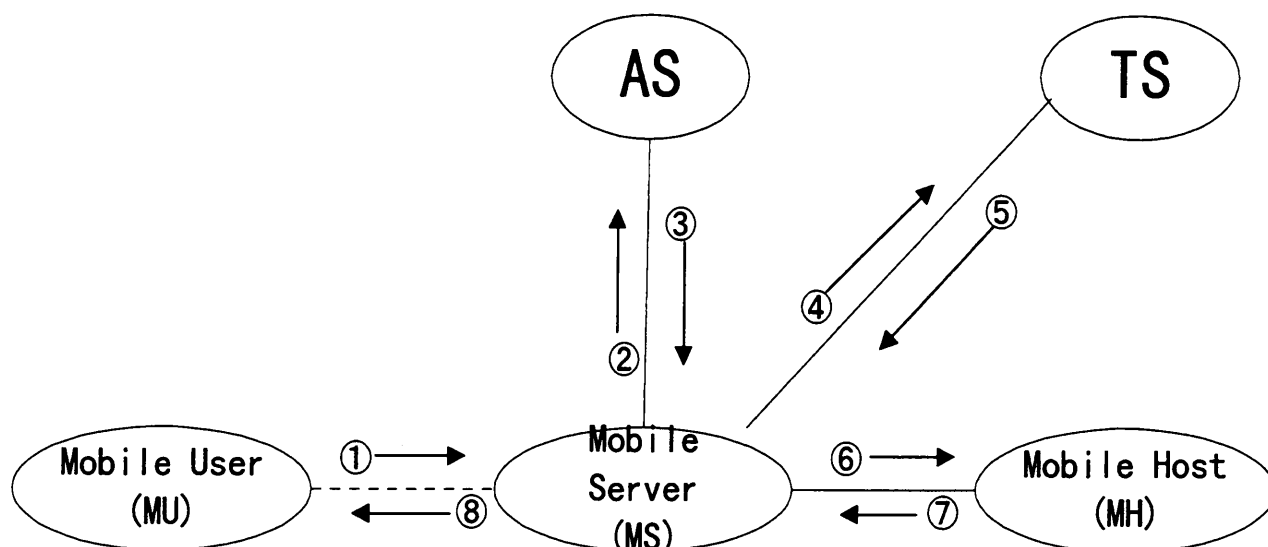 AS
TS
③
⑤
④
②
Mobile User
(MU)
①
⑧
Mobile
Server
(MS)
⑥
⑦
Mobile Host
(MH)